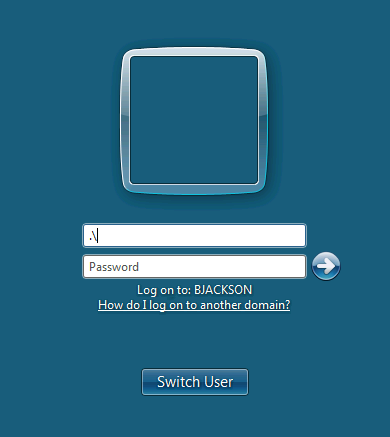 .\
Password
Log on to: BJACKSON
How do I log on to another domain?
Switch User